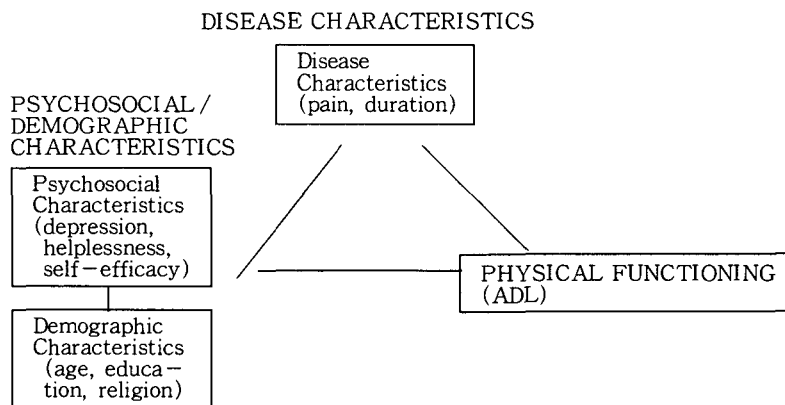 DISEASE CHARACTERISTICS
Disease
Characteristics
(pain, duration)
PSYCHOSOCIAL/
DEMOGRAPHIC
CHARACTERISTICS
Psychosocial
Characteristics
(depression,
helplessness,
self-efficacy)
PHYSICAL FUNCTIONING
(ADL)
Demographic
Characteristics
(age, educa-
tion, religion)